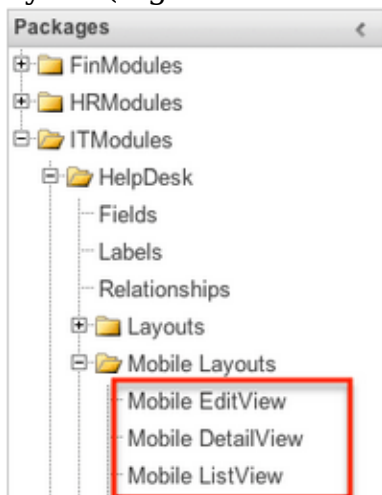 Packages
FinModules
HRModules
ITModules
HelpDesk
Fields
Labels
Relationships
Layouts
Mobile Layouts
Mobile EditView
Mobile DetailView
Mobile ListView